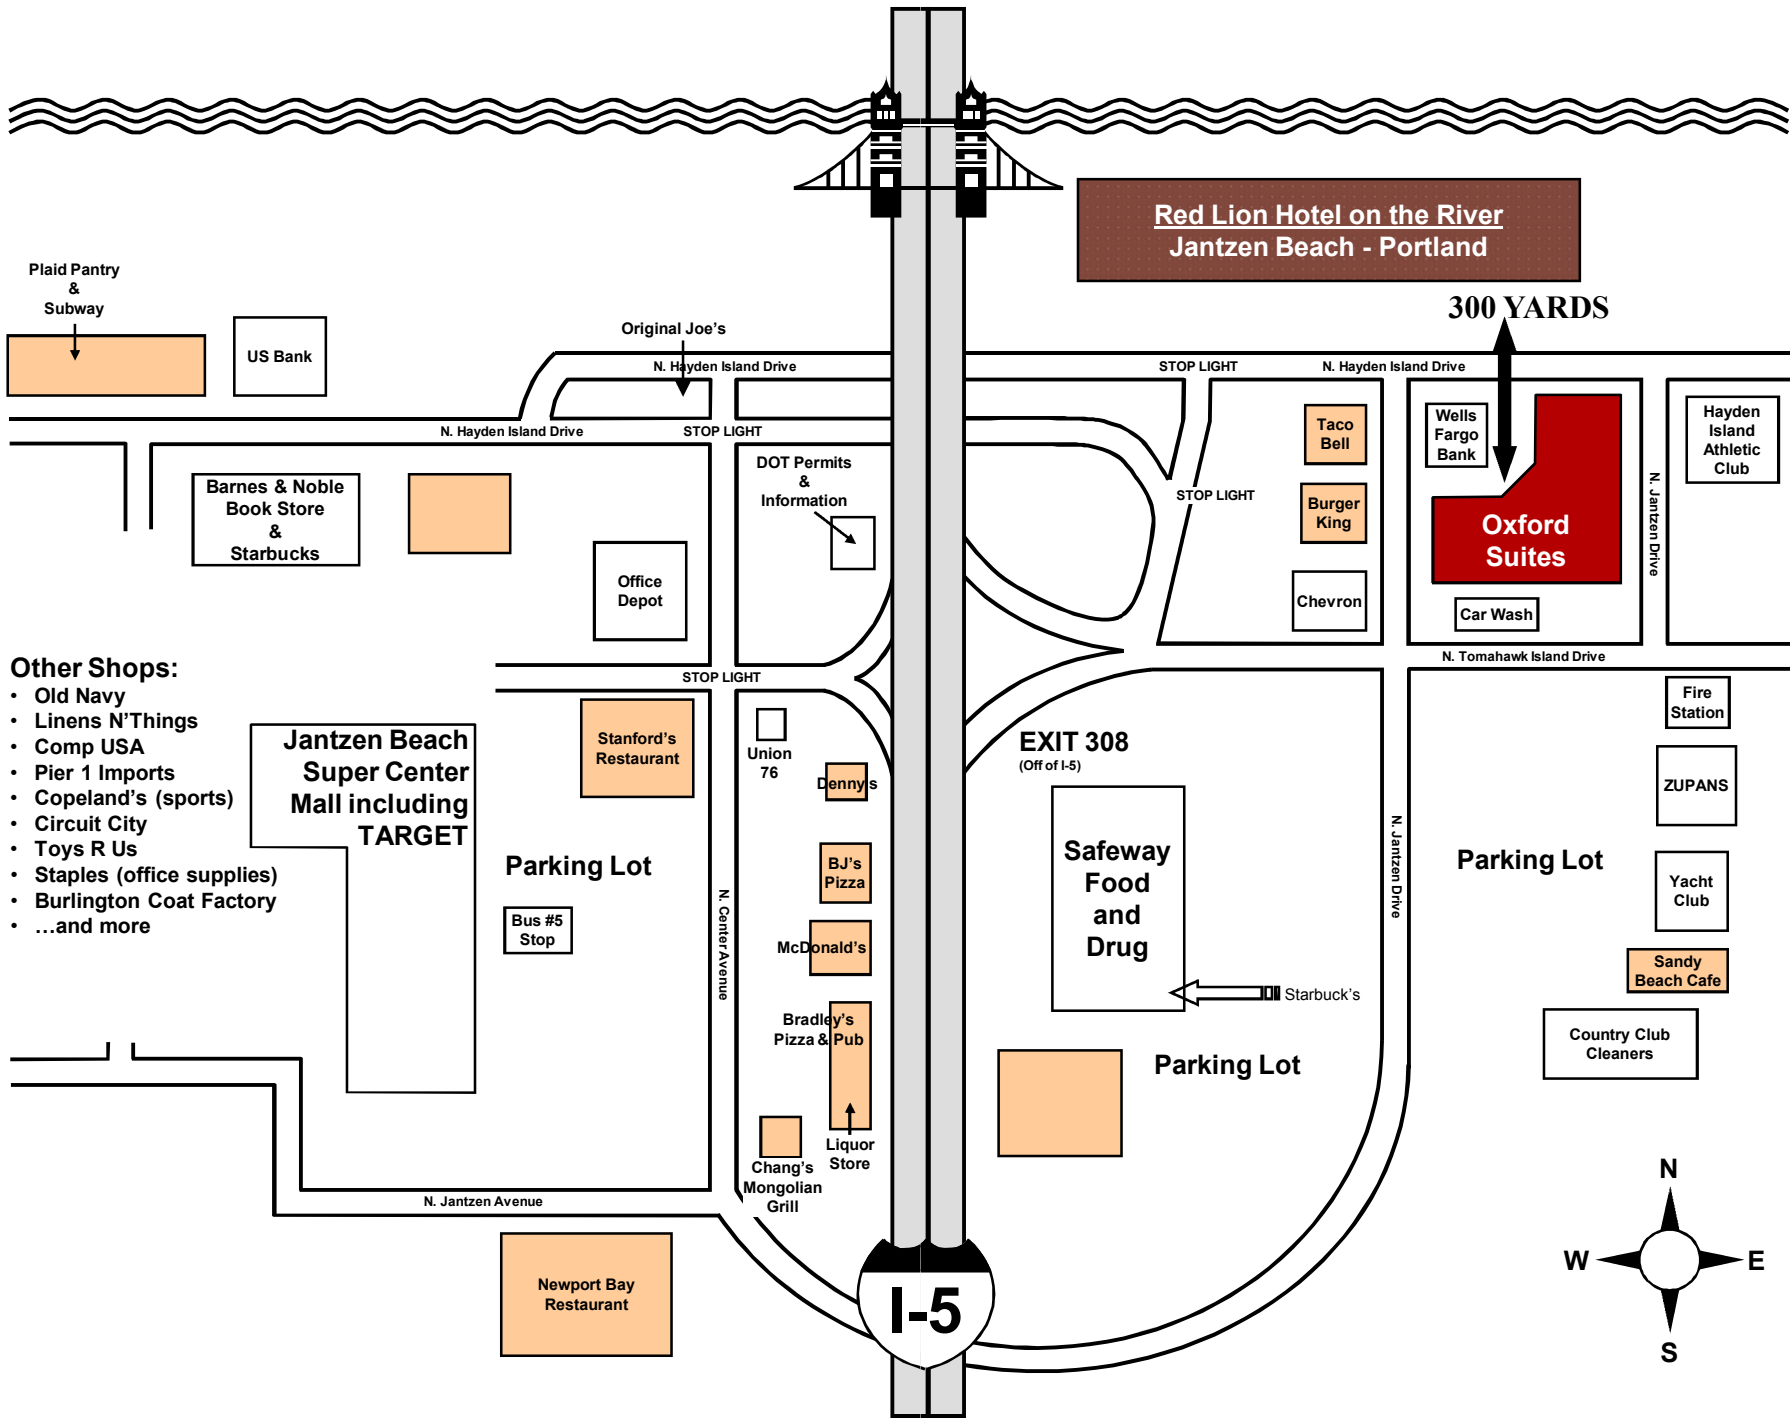 Red Lion Hotel on the River
Jantzen Beach - Portland
Plaid Pantry
&
Subway
300 YARDS
US Bank
Original Joe's
N. Hayden Island Drive
STOP LIGHT
N. Hayden Island Drive
N. Hayden Island Drive
STOP LIGHT
Taco
Bell
Wells
Fargo
Bank
Hayden
Island
Athletic
Club
DOT Permits
&
Information
STOP LIGHT
Barnes & Noble
Book Store
&
Starbucks
Burger
King
Oxford
Suites
N. Jantzen Drive
Office
Depot
Chevron
Car Wash
N. Tomahawk Island Drive
STOP LIGHT
Other Shops:
• Old Navy
• Linens N'Things
• Comp USA
• Pier 1 Imports
• Copeland's (sports)
• Circuit City
• Toys R Us
• Staples (office supplies)
• Burlington Coat Factory
• …and more
Jantzen Beach
Super Center
Mall including
TARGET
Stanford's
Restaurant
Union
76
Denny's
EXIT 308
(Off of I-5)
Fire
Station
ZUPANS
Parking Lot
BJ's
Pizza
Safeway
Food
and
Drug
N. Jantzen Drive
Parking Lot
Yacht
Club
Bus #5
Stop
N. Center Avenue
McDonald's
Sandy
Beach Cafe
Starbuck's
Bradley's
Pizza & Pub
Country Club
Cleaners
Parking Lot
Liquor
Store
Chang's
Mongolian
Grill
N. Jantzen Avenue
Newport Bay
Restaurant
I-5
N
W
E
S